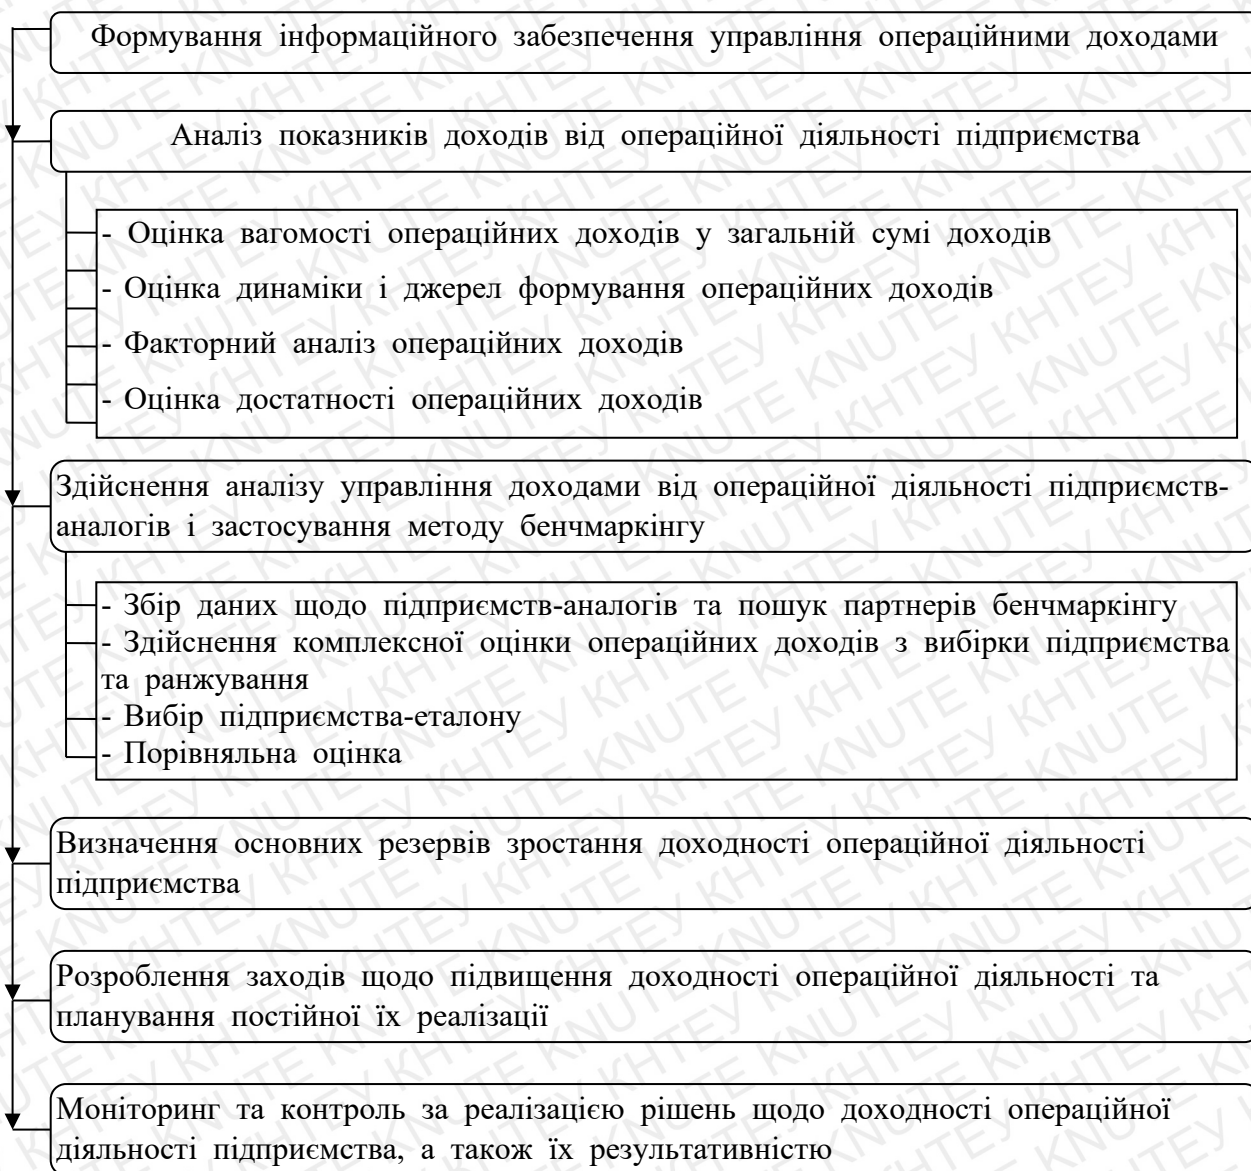 Формування інформаційного забезпечення управління операційними доходами
Аналіз показників доходів від операційної діяльності підприємства
- Оцінка вагомості операційних доходів у загальній сумі доходів
- Оцінка динаміки і джерел формування операційних доходів
- Факторний аналіз операційних доходів
- Оцінка достатності операційних доходів
Здійснення аналізу управління доходами від операційної діяльності підприємств-
аналогів і застосування методу бенчмаркінгу
- Збір даних щодо підприємств-аналогів та пошук партнерів бенчмаркінгу
- Здійснення комплексної оцінки операційних доходів з вибірки підприємства
та ранжування
- Вибір підприємства-еталону
- Порівняльна оцінка
Визначення основних резервів зростання доходності операційної діяльності
підприємства
Розроблення заходів щодо підвищення доходності операційної діяльності та
планування постійної їх реалізації
Моніторинг та контроль за реалізацією рішень щодо доходності операційної
діяльності підприємства, а також їх результативністю